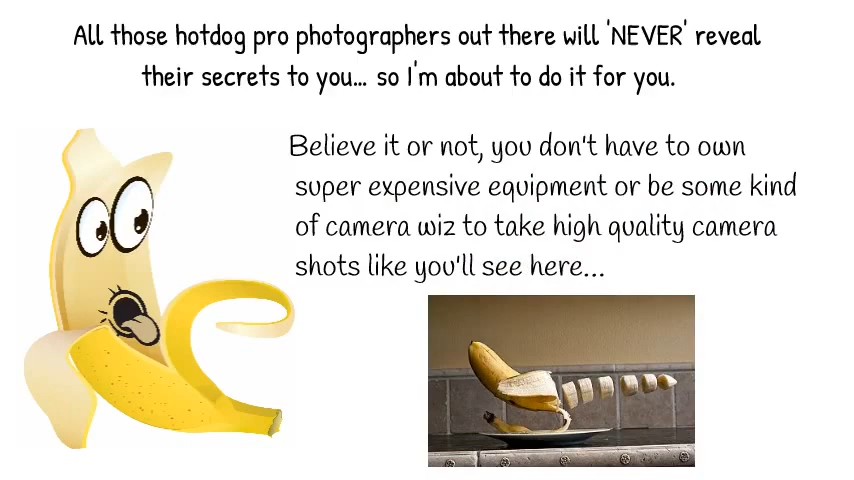 All those hotdog pro photographers out there will 'NEVER' reveal
their secrets to you... so I'm about to do it for you.
Believe it or not, you don't have to own
super expensive equipment or be some kind
of camera wiz to take high quality camera
shots like you'll see here...